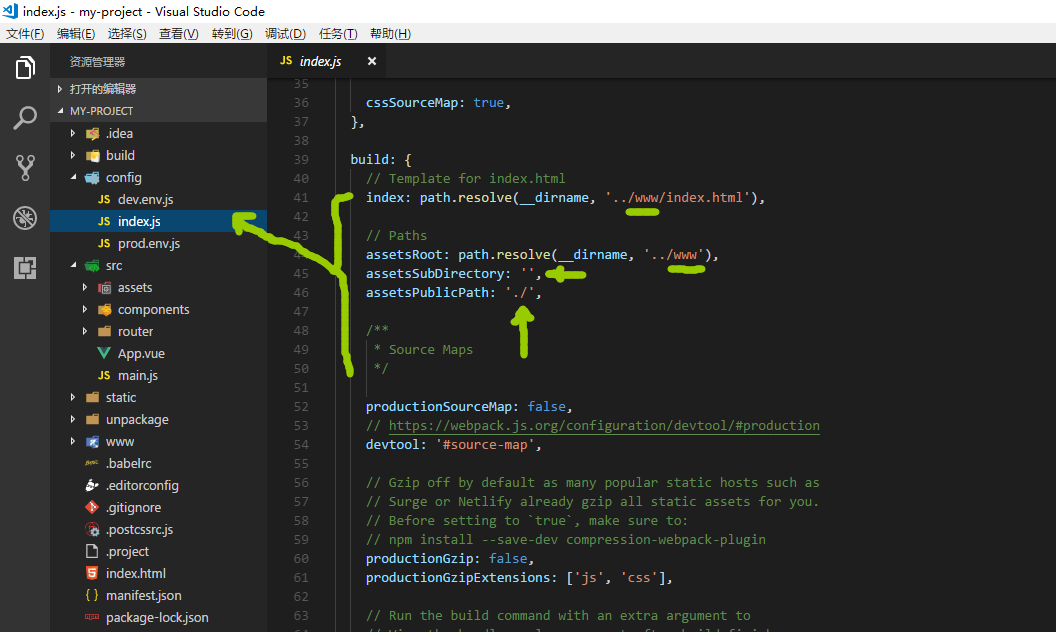 index.js - my-project - Visual Studio Code
文件(F) 编辑(E) 选择(S) 查看(V) 转到(G) 调试(D) 任务(T) 帮助(H)
资源管理器
打开的编辑器
MY-PROJECT
.idea
build
config
dev.env.js
index.js
prod.env.js
src
assets
components
router
App.vue
main.js
static
unpackage
www
.babelrc
.editorconfig
.gitignore
.postcssrc.js
.project
index.html
manifest.json
package-lock.json
JS index.js ×
35
36 cssSourceMap: true,
37 },
38
39 build: {
40 // Template for index.html
41 index: path.resolve(__dirname, '../www/index.html'),
42
43 // Paths
44 assetsRoot: path.resolve(__dirname, '../www'),
45 assetsSubDirectory: '',
46 assetsPublicPath: './',
47
48 /**
49 * Source Maps
50 */
51
52 productionSourceMap: false,
53 // https://webpack.js.org/configuration/devtool/#production
54 devtool: '#source-map',
55
56 // Gzip off by default as many popular static hosts such as
57 // Surge or Netlify already gzip all static assets for you.
58 // Before setting to `true`, make sure to:
59 // npm install --save-dev compression-webpack-plugin
60 productionGzip: false,
61 productionGzipExtensions: ['js', 'css'],
62
63 // Run the build command with an extra argument to